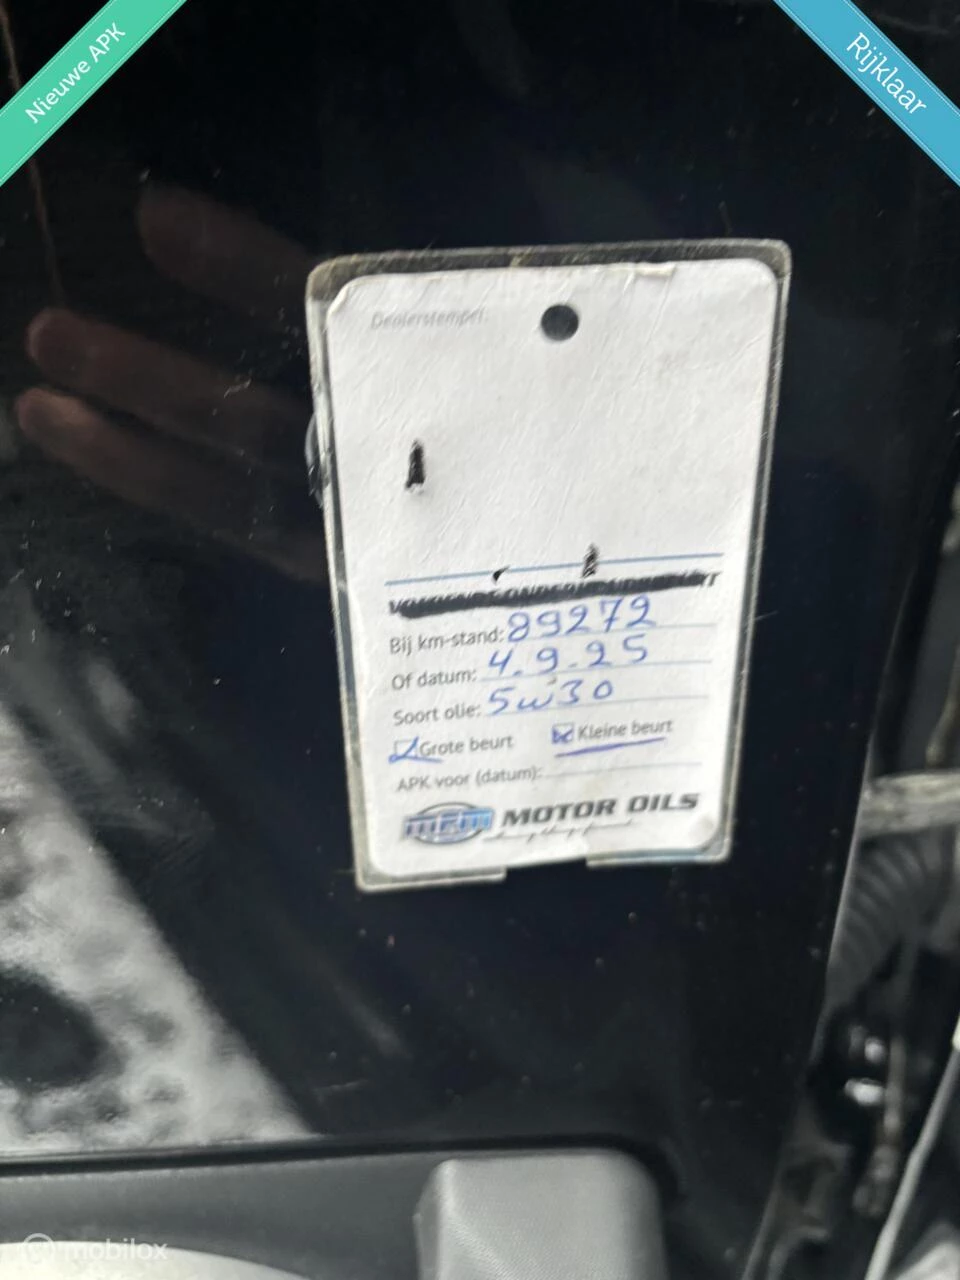 Nieuwe APK
Rijklaar
Dealerstempel:
Bij km-stand: 89272
Of datum: 4.9.25
Soort olie: 5w30
Grote beurt Kleine beurt
APK voor (datum):
mpm MOTOR OILS
mobilox